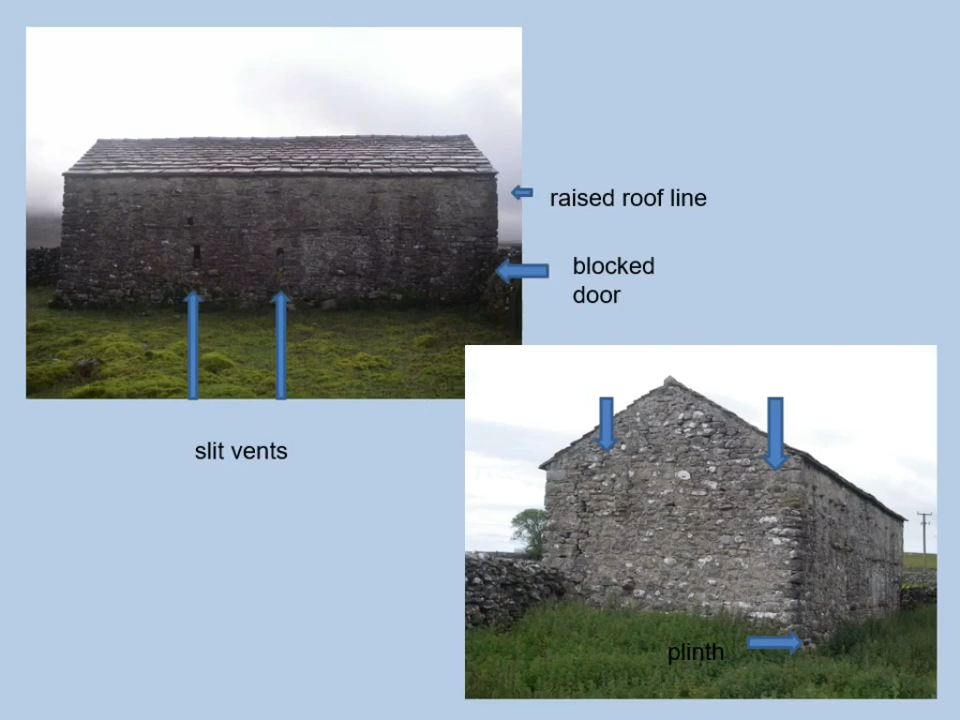 raised roof line
blocked
door
slit vents
plinth